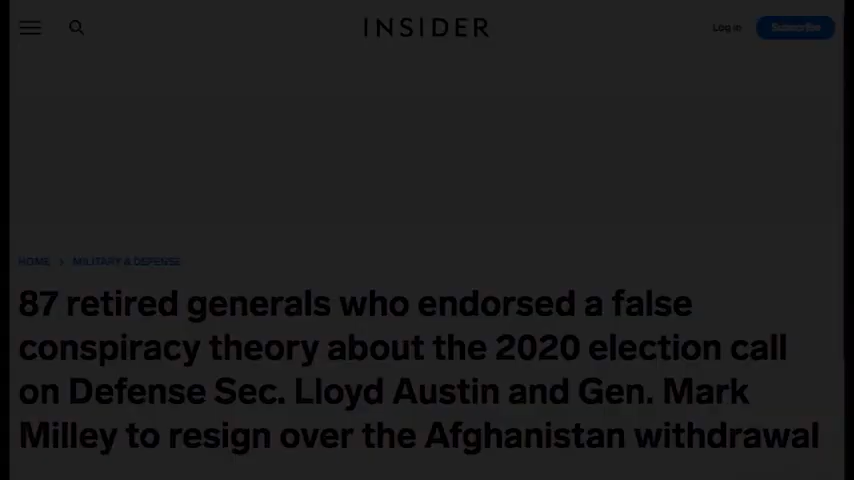 INSIDER
Log in
Subscribe
HOME > MILITARY & DEFENSE
87 retired generals who endorsed a false
conspiracy theory about the 2020 election call
on Defense Sec. Lloyd Austin and Gen. Mark
Milley to resign over the Afghanistan withdrawal